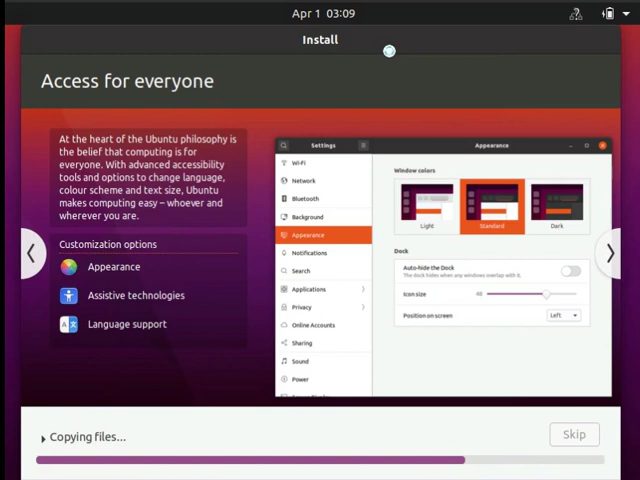 Apr 1 03:09
Install
Access for everyone
At the heart of the Ubuntu philosophy is
the belief that computing is for
everyone. With advanced accessibility
tools and options to change language,
colour scheme and text size, Ubuntu
makes computing easy – whoever and
wherever you are.
Customization options
Appearance
Assistive technologies
Language support
Settings
Appearance
Wi-Fi
Network
Bluetooth
Background
Appearance
Notifications
Search
Applications
Privacy
Online Accounts
Sharing
Sound
Power
Window colors
Light
Standard
Dark
Dock
Auto-hide the Dock
The dock hides when any windows overlap with it.
Icon size
48
Position on screen
Left
Copying files...
Skip